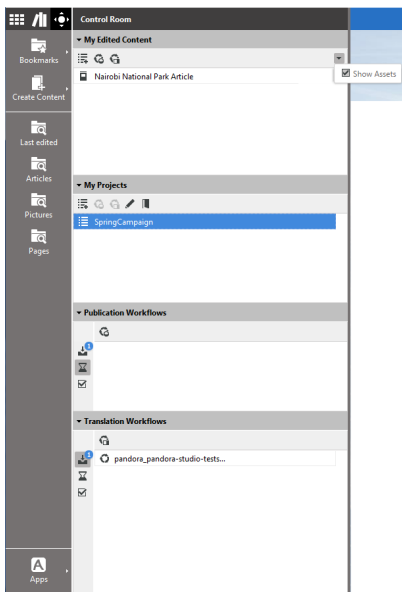 Control Room
Bookmarks
Create Content
Last edited
Articles
Pictures
Pages
A
Apps
My Edited Content
Nairobi National Park Article
Show Assets
My Projects
SpringCampaign
Publication Workflows
1
Translation Workflows
1
pandora_pandora-studio-tests...